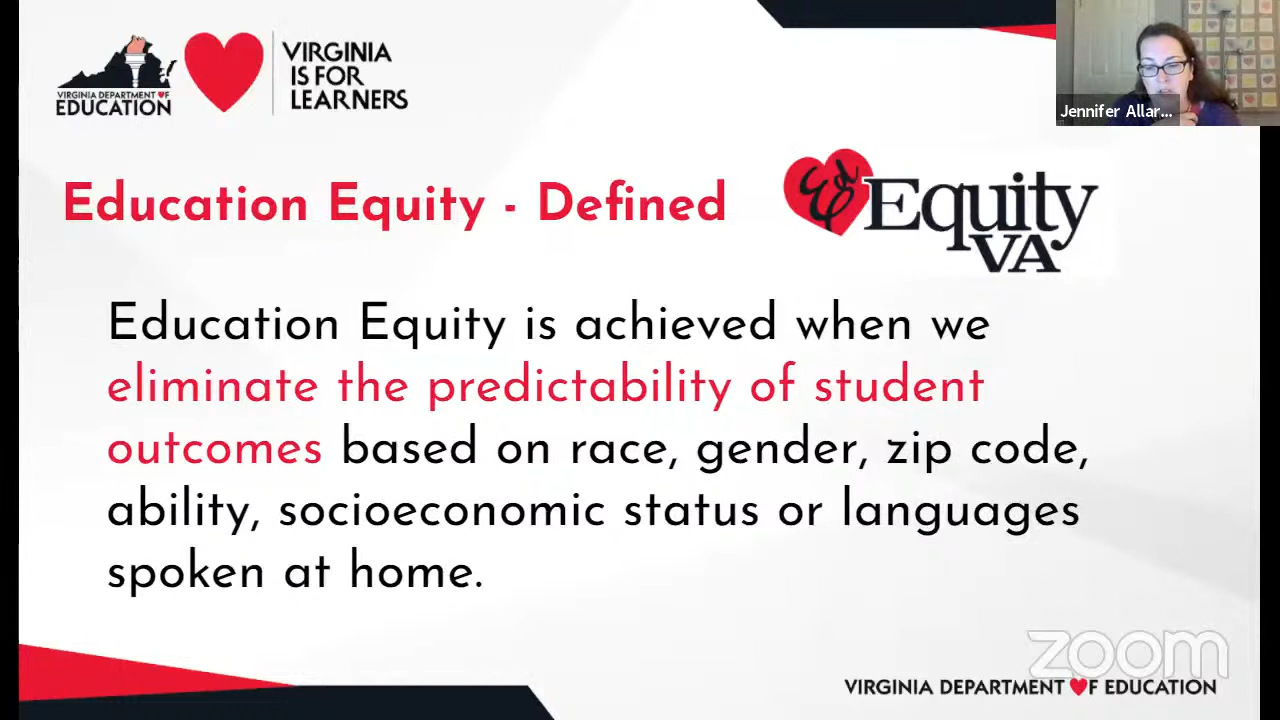 VIRGINIA DEPARTMENT OF
EDUCATION
VIRGINIA
IS FOR
LEARNERS
Jennifer Allar...
Education Equity - Defined
Ed
Equity
VA
Education Equity is achieved when we
eliminate the predictability of student
outcomes based on race, gender, zip code,
ability, socioeconomic status or languages
spoken at home.
zoom
VIRGINIA DEPARTMENT OF EDUCATION